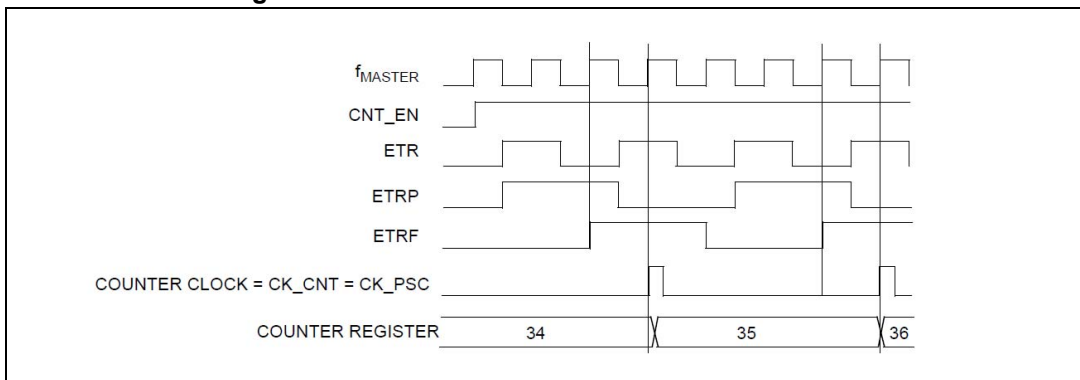 fMASTER
CNT_EN
ETR
ETRP
ETRF
COUNTER CLOCK = CK_CNT = CK_PSC
COUNTER REGISTER 34 35 36